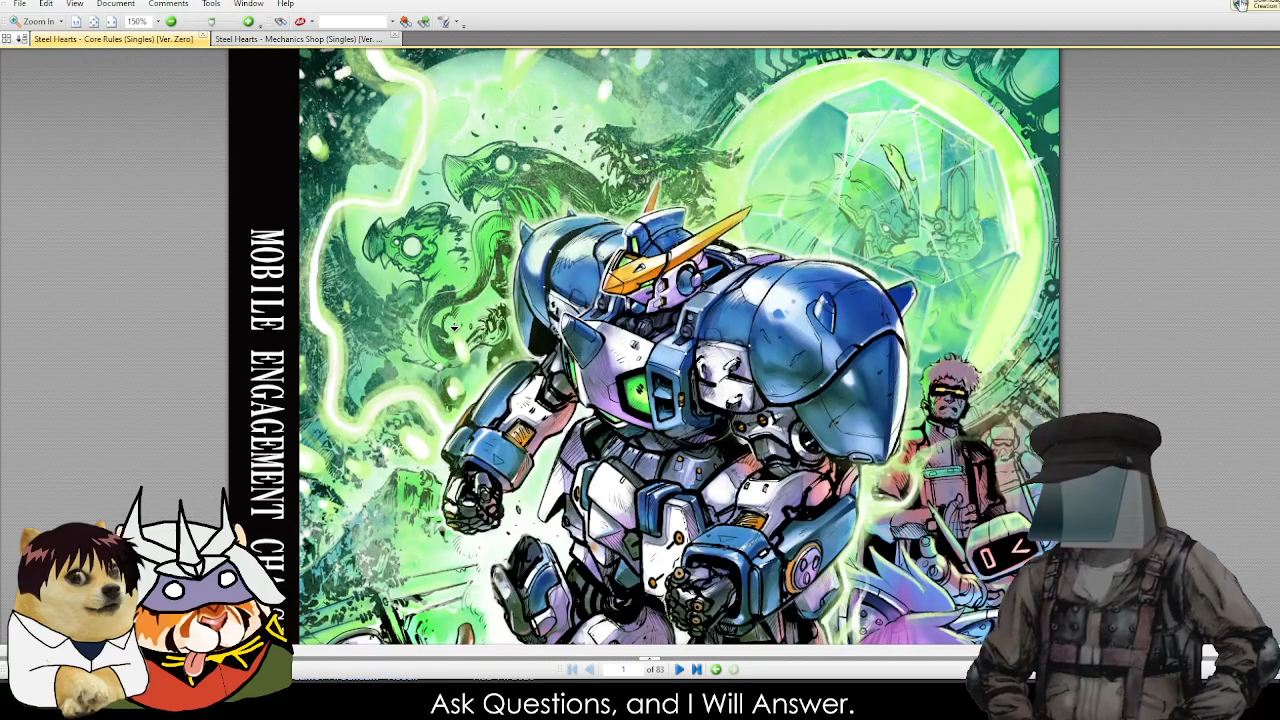 File Edit View Document Comments Tools Window Help
Zoom In 150%
Creation
Steel Hearts - Core Rules (Singles) [Ver. Zero] Steel Hearts - Mechanics Shop (Singles) [Ver. ...
MOBILE ENGAGEMENT
1 of 83
Ask Questions, and I Will Answer.